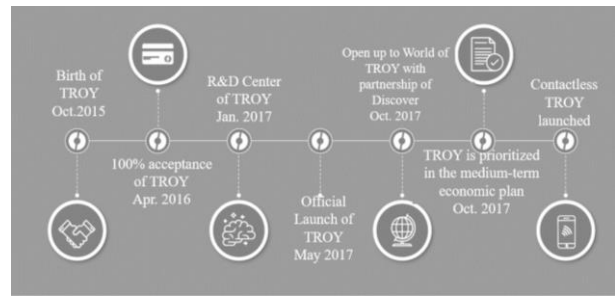 Birth of
TROY
Oct.2015
100% acceptance
of TROY
Apr. 2016
R&D Center
of TROY
Jan. 2017
Official
Launch of
TROY
May 2017
Open up to World of
TROY with
partnership of
Discover
Oct. 2017
TROY is prioritized
in the medium-term
economic plan
Oct. 2017
Contactless
TROY
launched